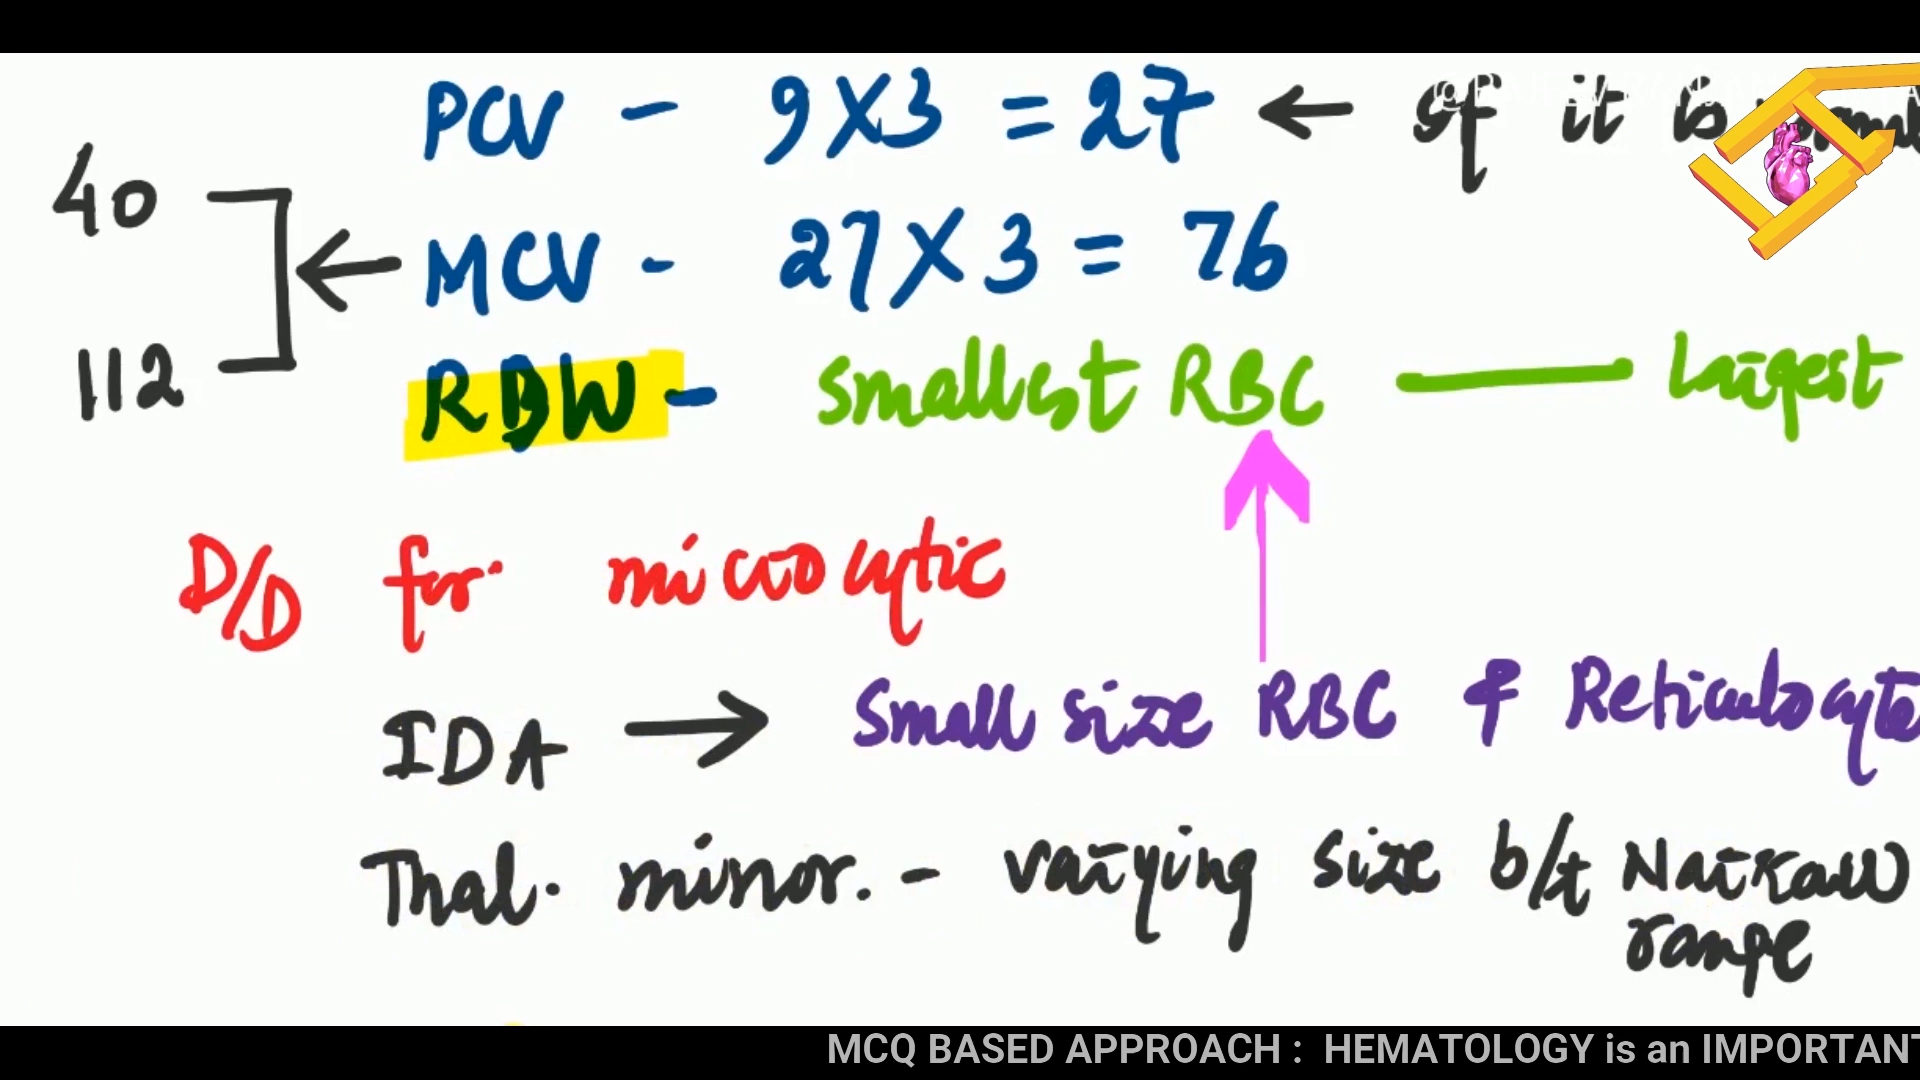 PCV - 9X3 = 27 ← If it is
40
MCV - 27X3 = 76
112
RDW - smallest RBC — Largest
D/D for microcytic
IDA → Small size RBC & Reticulocyte
Thal. minor. - varying size b/t Narrow
range
MCQ BASED APPROACH : HEMATOLOGY is an IMPORTANT